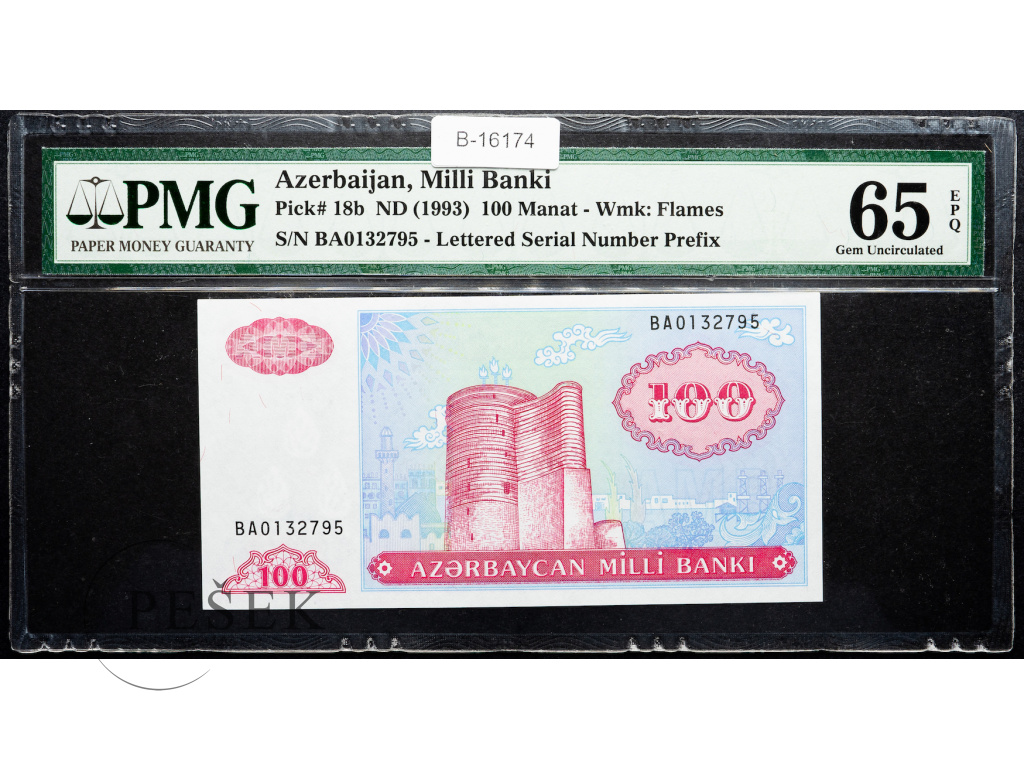 B-16174
PMG
PAPER MONEY GUARANTY
Azerbaijan, Milli Banki
Pick# 18b ND (1993) 100 Manat - Wmk: Flames
S/N BA0132795 - Lettered Serial Number Prefix
65
EPQ
Gem Uncirculated
BA0132795
100
BA0132795
AZƏRBAYCAN MİLLİ BANKI
100
PEŠEK